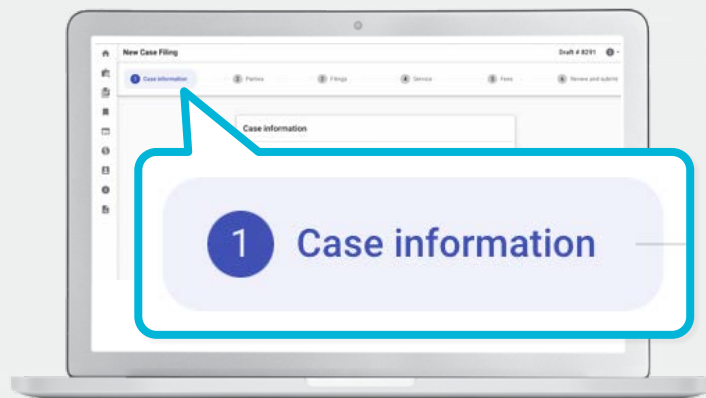 New Case Filing
Draft # 8291
1 Case information
2 Parties
3 Filings
4 Service
5 Fees
6 Review and submit
Case information
1 Case information